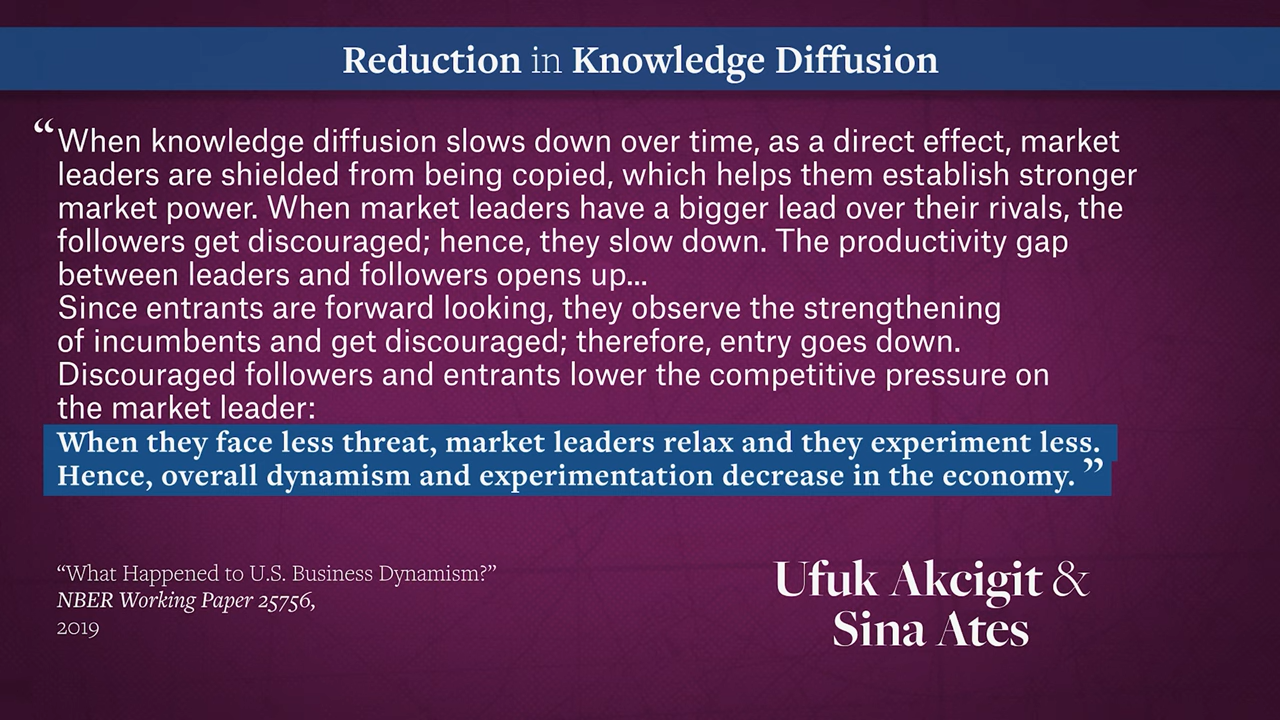 Reduction in Knowledge Diffusion
“When knowledge diffusion slows down over time, as a direct effect, market
leaders are shielded from being copied, which helps them establish stronger
market power. When market leaders have a bigger lead over their rivals, the
followers get discouraged; hence, they slow down. The productivity gap
between leaders and followers opens up...
Since entrants are forward looking, they observe the strengthening
of incumbents and get discouraged; therefore, entry goes down.
Discouraged followers and entrants lower the competitive pressure on
the market leader:
When they face less threat, market leaders relax and they experiment less.
Hence, overall dynamism and experimentation decrease in the economy.”
“What Happened to U.S. Business Dynamism?”
NBER Working Paper 25756,
2019
Ufuk Akcigit &
Sina Ates